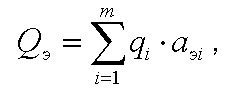 Qэ = ∑_{i=1}^{m} qi · aэi ,